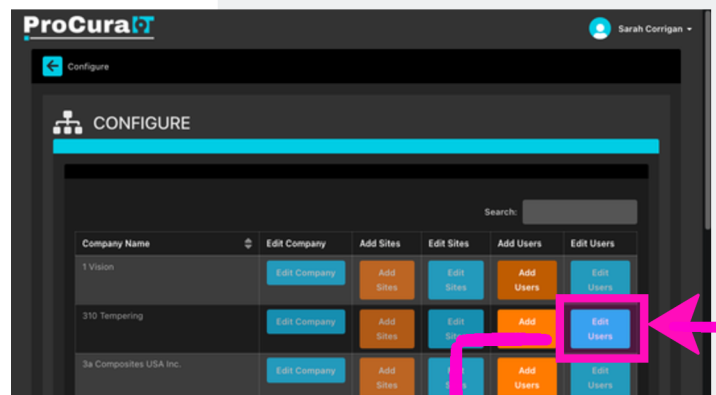 ProCuraIT
Sarah Corrigan
Configure
CONFIGURE
Search:
Company Name Edit Company Add Sites Edit Sites Add Users Edit Users
1 Vision Edit Company Add Sites Edit Sites Add Users Edit Users
310 Tempering Edit Company Add Sites Edit Add Edit Users
3a Composites USA Inc. Edit Company Add Sites Add Users Edit Users